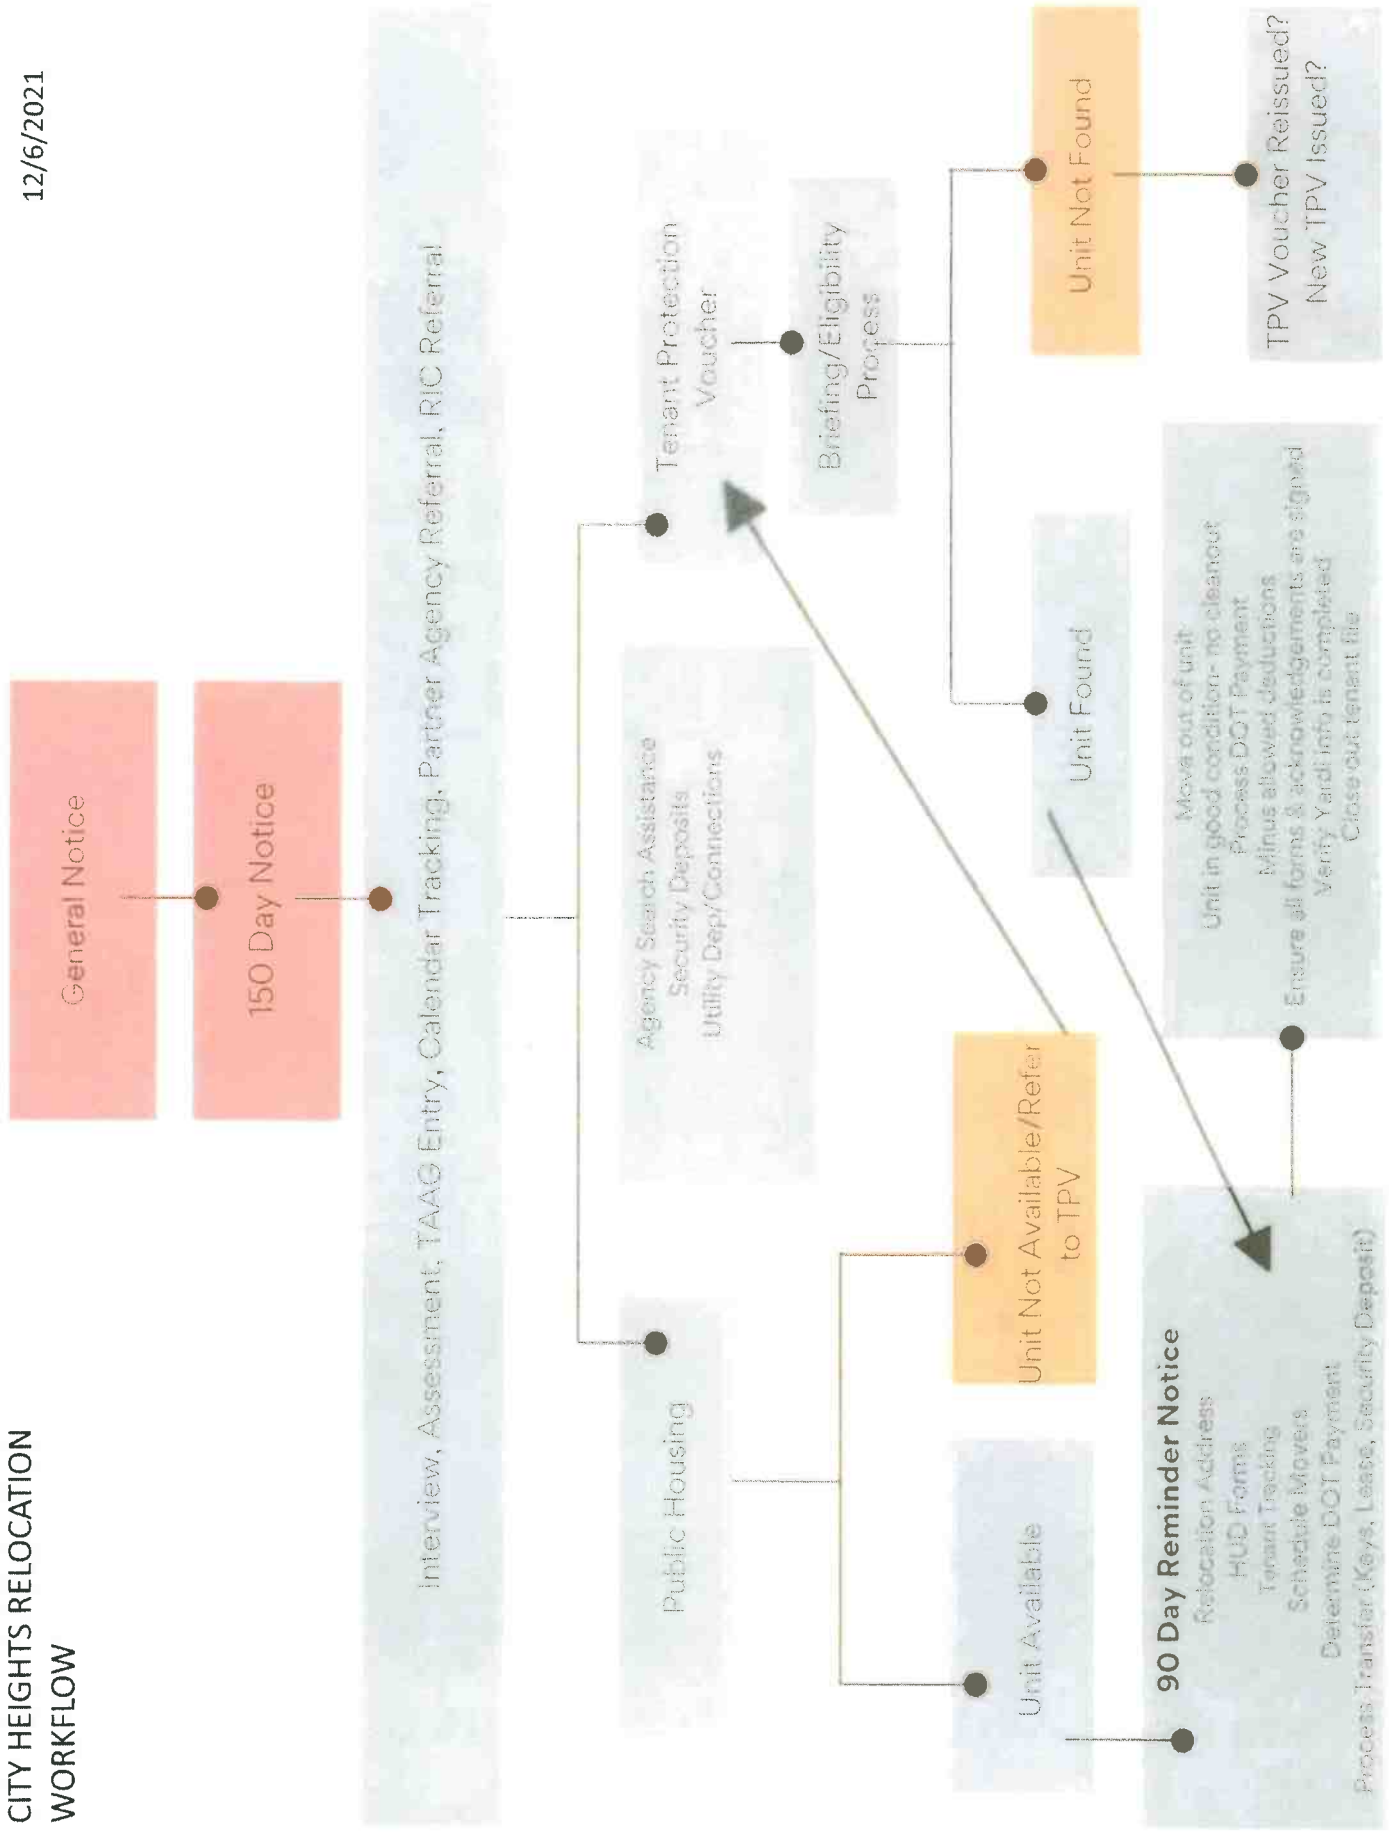 CITY HEIGHTS RELOCATION
WORKFLOW
12/6/2021
General Notice
150 Day Notice
Interview, Assessment, TAAG Entry, Calendar Tracking, Partner Agency Referral, RIC Referral
Public Housing
Agency Search Assistance
Security Deposits
Utility Dep/Connections
Tenant Protection
Voucher
Briefing/Eligibility
Process
Unit Available
Unit Not Available/Refer
to TPV
Unit Found
Unit Not Found
90 Day Reminder Notice
Relocation Address
HUD Forms
Tenant Tracking
Schedule Movers
Determine DOT Payment
Process Transfer (Keys, Lease, Security Deposit)
Move out of unit
Unit in good condition- no cleanout
Process DOT Payment
Minus allowed deductions
Ensure all forms & acknowledgements are signed
Verify Yardi info is completed
Close out tenant file
TPV Voucher Reissued?
New TPV Issued?